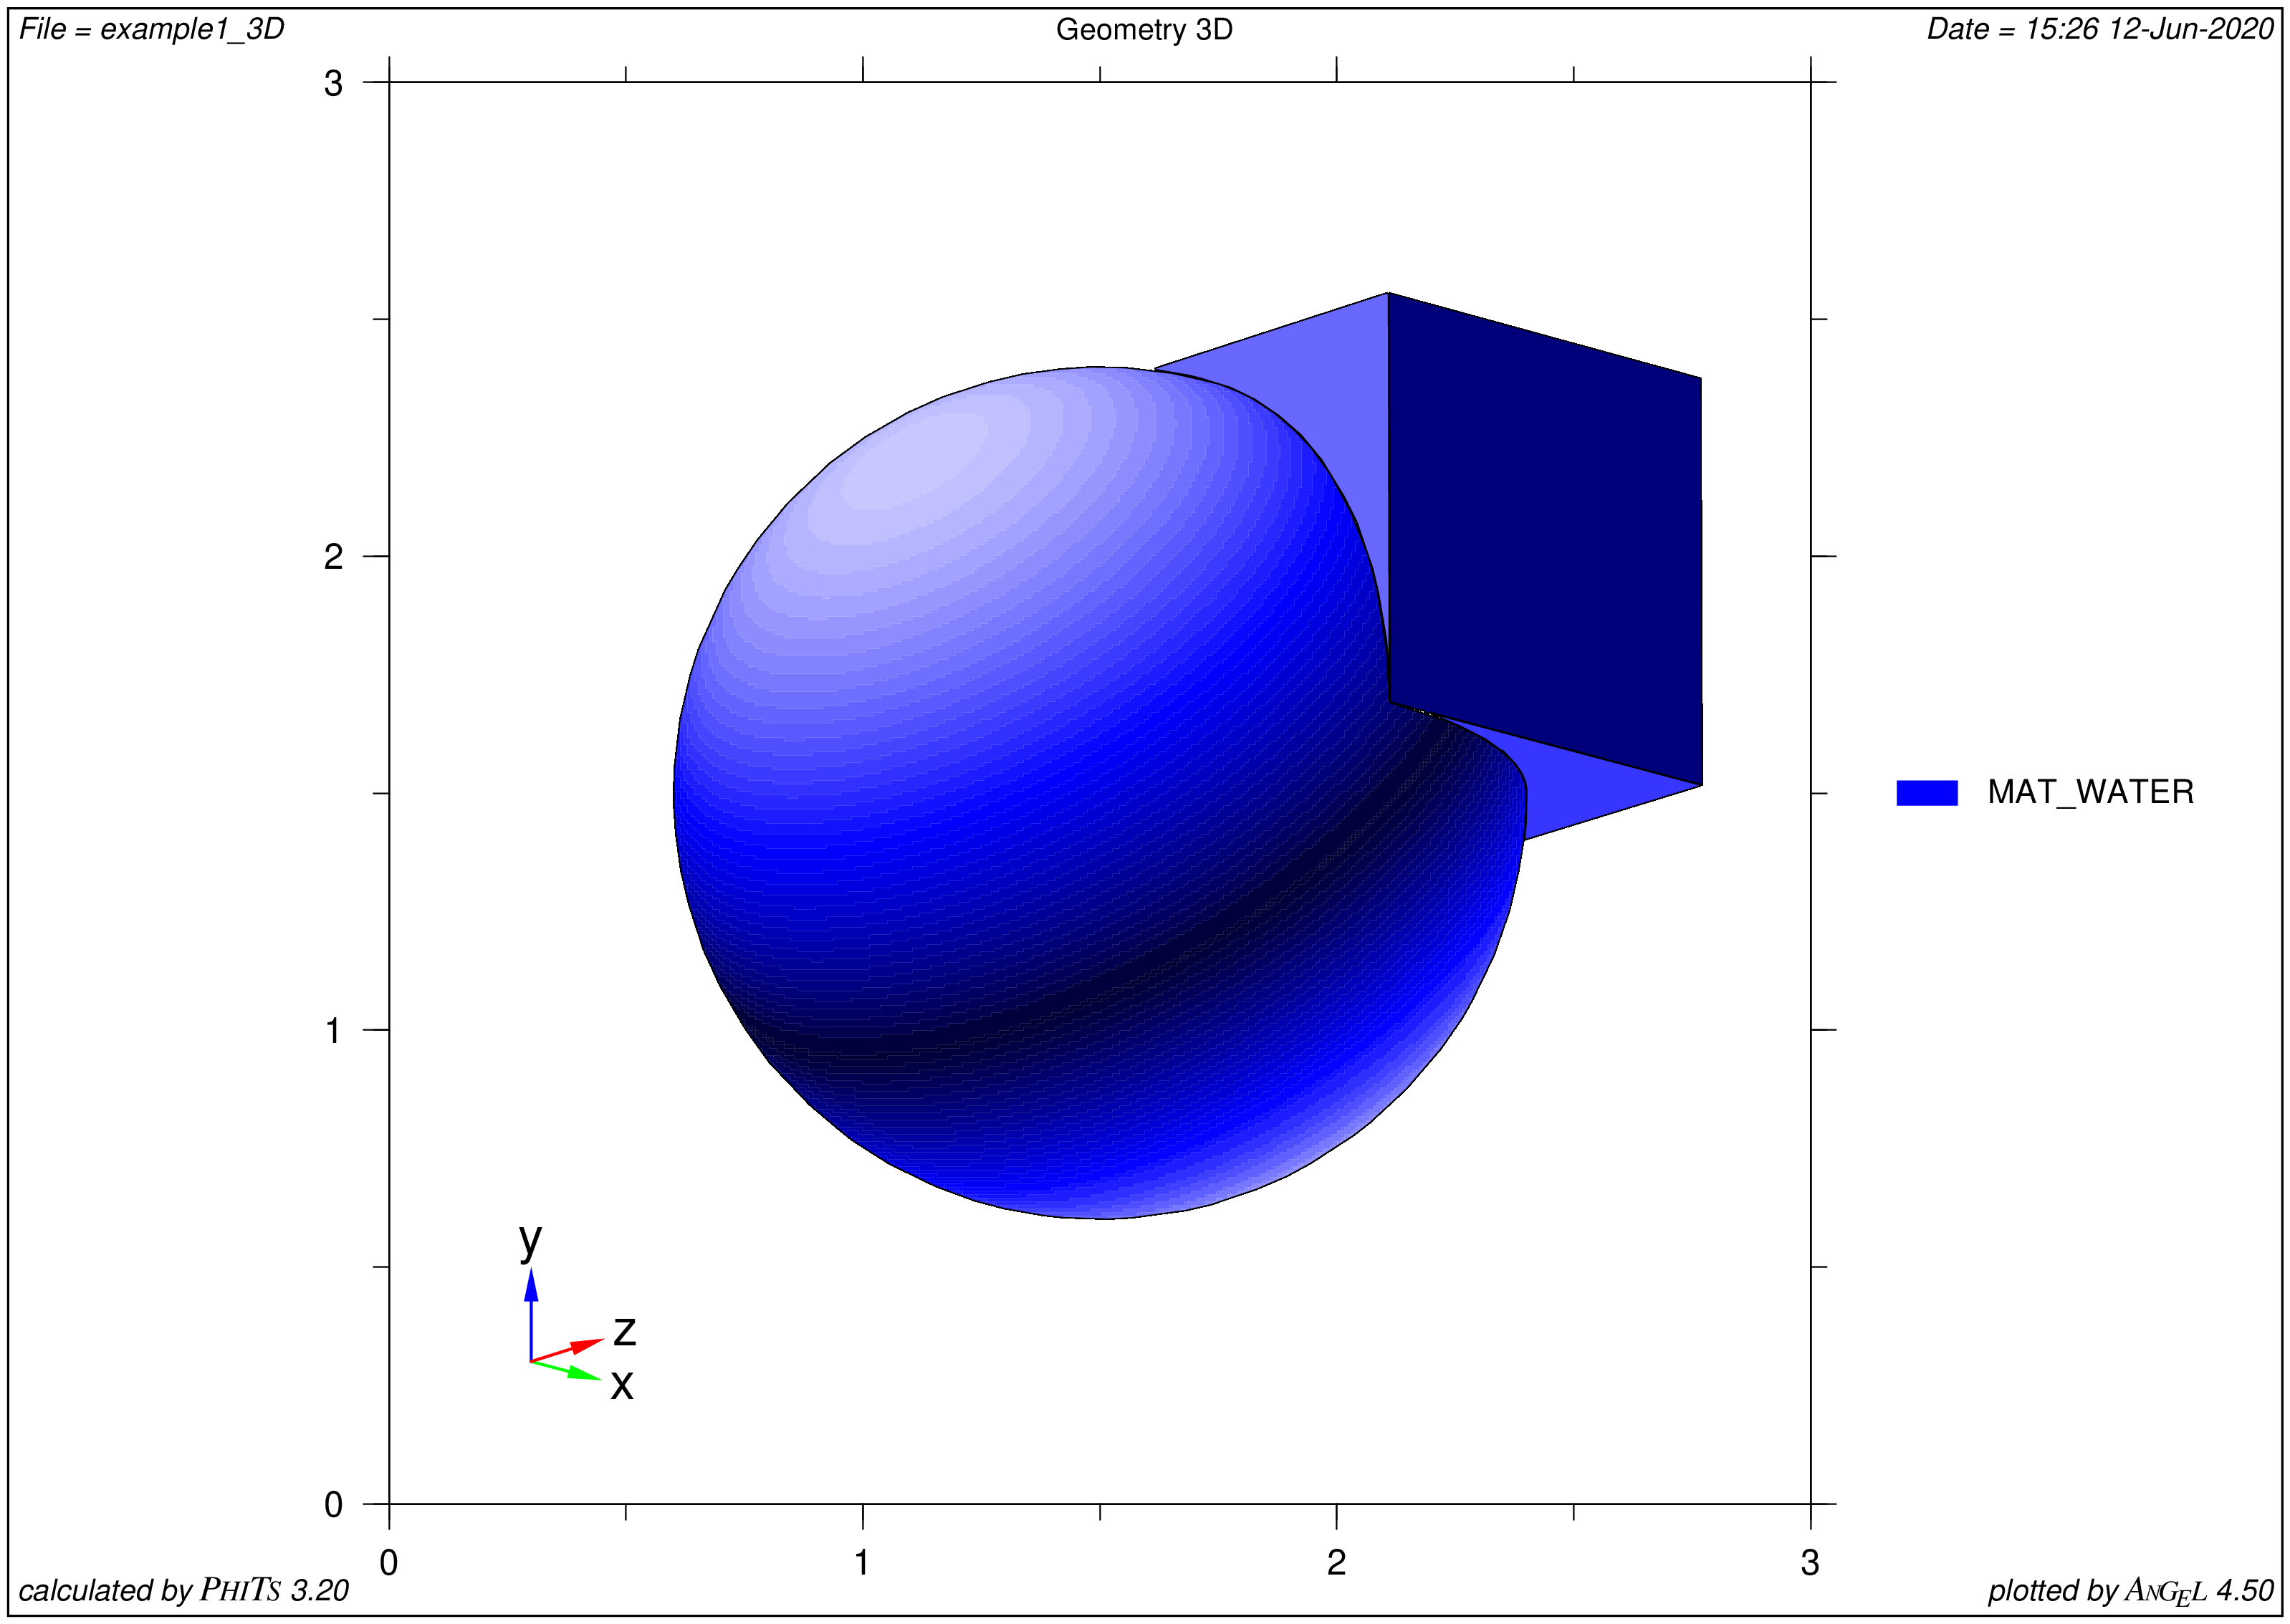 File = example1_3D
Geometry 3D
Date = 15:26 12-Jun-2020
3
2
MAT_WATER
1
y
z
x
0
0 1 2 3
calculated by PHITS 3.20
plotted by ANGEL 4.50